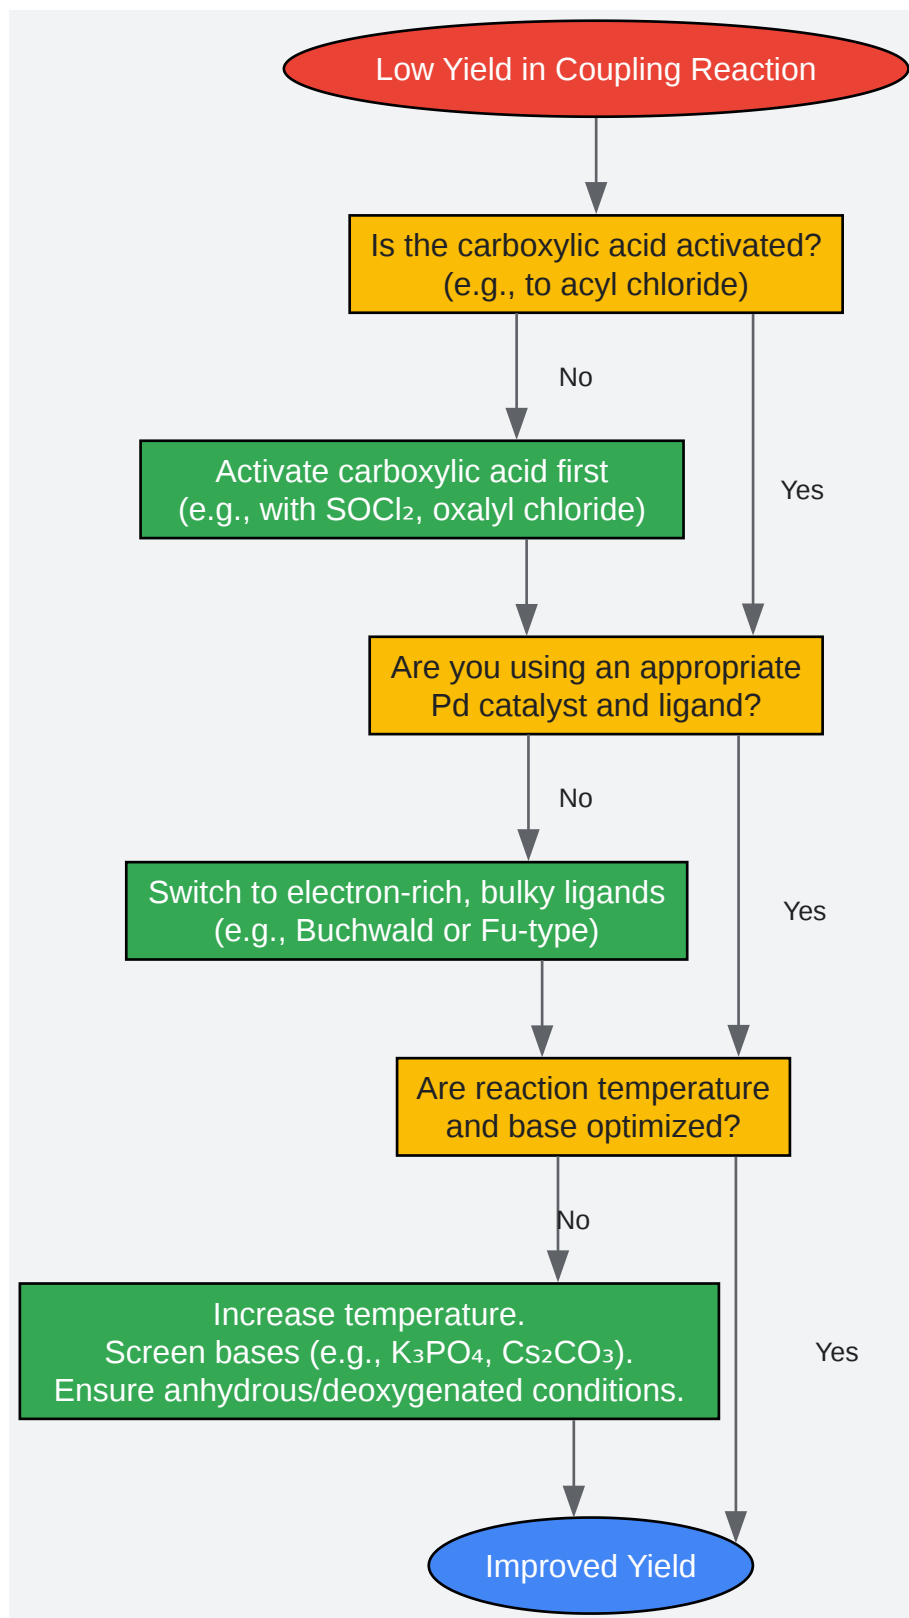 Low Yield in Coupling Reaction
Is the carboxylic acid activated?
(e.g., to acyl chloride)
No
Activate carboxylic acid first
(e.g., with SOCl₂, oxalyl chloride)
Yes
Are you using an appropriate
Pd catalyst and ligand?
No
Switch to electron-rich, bulky ligands
(e.g., Buchwald or Fu-type)
Yes
Are reaction temperature
and base optimized?
No
Increase temperature.
Screen bases (e.g., K₃PO₄, Cs₂CO₃).
Ensure anhydrous/deoxygenated conditions.
Yes
Improved Yield